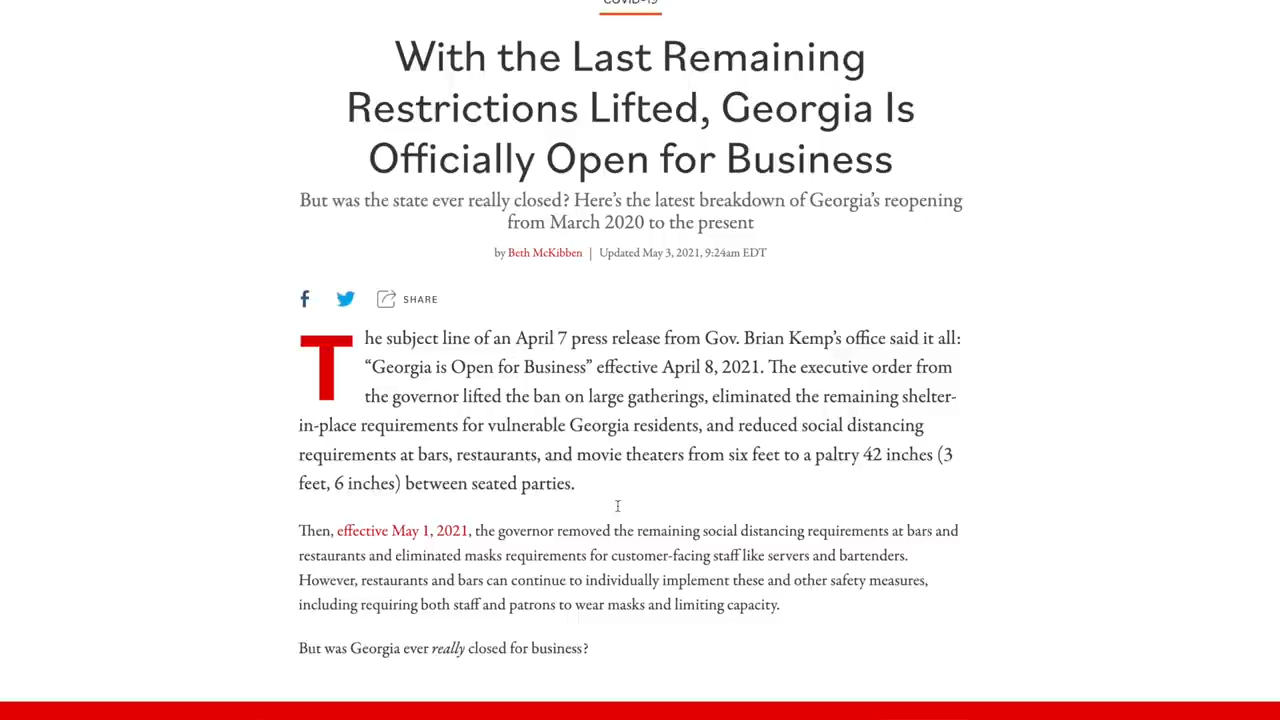 COVID-19
With the Last Remaining
Restrictions Lifted, Georgia Is
Officially Open for Business
But was the state ever really closed? Here’s the latest breakdown of Georgia’s reopening
from March 2020 to the present
by Beth McKibben | Updated May 3, 2021, 9:24am EDT
SHARE
The subject line of an April 7 press release from Gov. Brian Kemp’s office said it all:
“Georgia is Open for Business” effective April 8, 2021. The executive order from
the governor lifted the ban on large gatherings, eliminated the remaining shelter-
in-place requirements for vulnerable Georgia residents, and reduced social distancing
requirements at bars, restaurants, and movie theaters from six feet to a paltry 42 inches (3
feet, 6 inches) between seated parties.
Then, effective May 1, 2021, the governor removed the remaining social distancing requirements at bars and
restaurants and eliminated masks requirements for customer-facing staff like servers and bartenders.
However, restaurants and bars can continue to individually implement these and other safety measures,
including requiring both staff and patrons to wear masks and limiting capacity.
But was Georgia ever really closed for business?